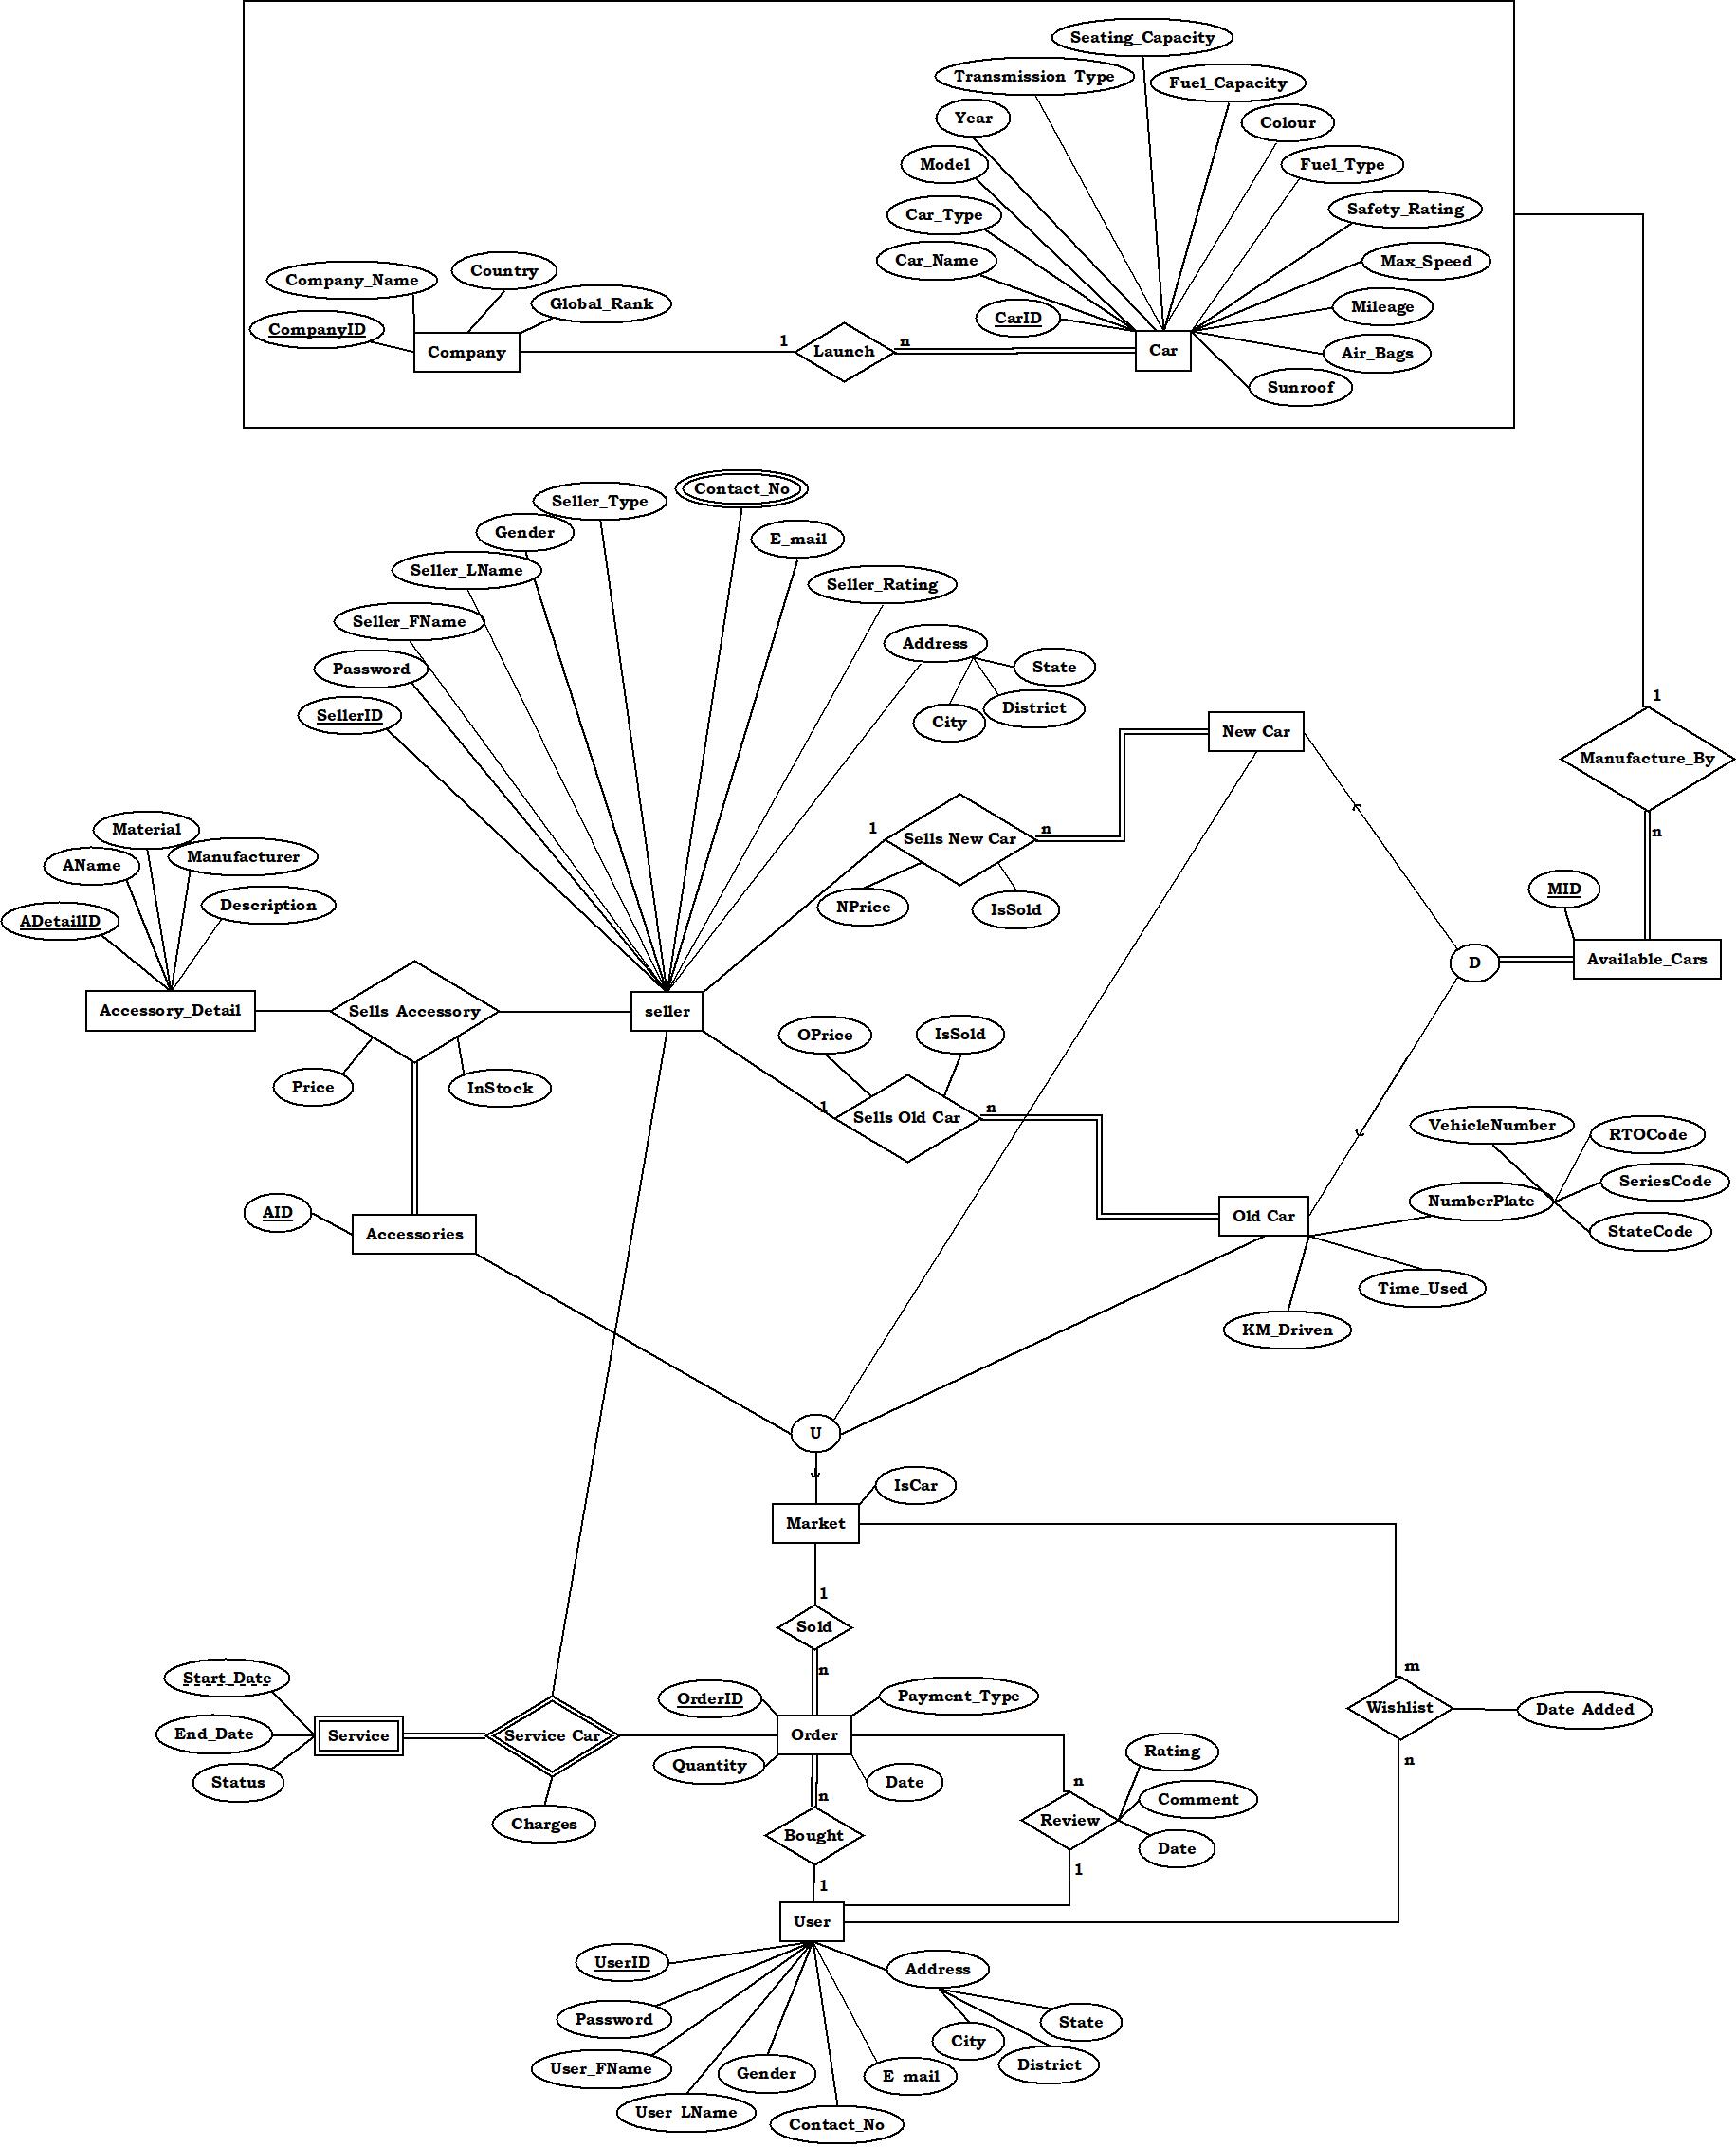 Seating_Capacity
Transmission_Type
Fuel_Capacity
Year
Colour
Model
Fuel_Type
Car_Type
Safety_Rating
Car_Name
Max_Speed
Country
Company_Name
Global_Rank
Mileage
CarID
CompanyID
1
n
Company
Launch
Car
Air_Bags
Sunroof
Contact_No
Seller_Type
Gender
E_mail
Seller_LName
Seller_Rating
Seller_FName
Address
State
Password
District
SellerID
City
1
New Car
Manufacture_By
Material
1
n
n
Sells New Car
Manufacturer
AName
MID
Description
NPrice
IsSold
ADetailID
D
Available_Cars
Accessory_Detail
Sells_Accessory
seller
OPrice
IsSold
Price
InStock
1
n
Sells Old Car
VehicleNumber
RTOCode
SeriesCode
NumberPlate
AID
Old Car
StateCode
Accessories
Time_Used
KM_Driven
U
IsCar
Market
1
Sold
m
n
Start_Date
OrderID
Payment_Type
Wishlist
Date_Added
End_Date
Service
Service Car
Order
Rating
n
Quantity
Status
Date
n
n
Comment
Charges
Review
Bought
Date
1
1
User
UserID
Address
Password
State
City
User_FName
District
Gender
E_mail
User_LName
Contact_No